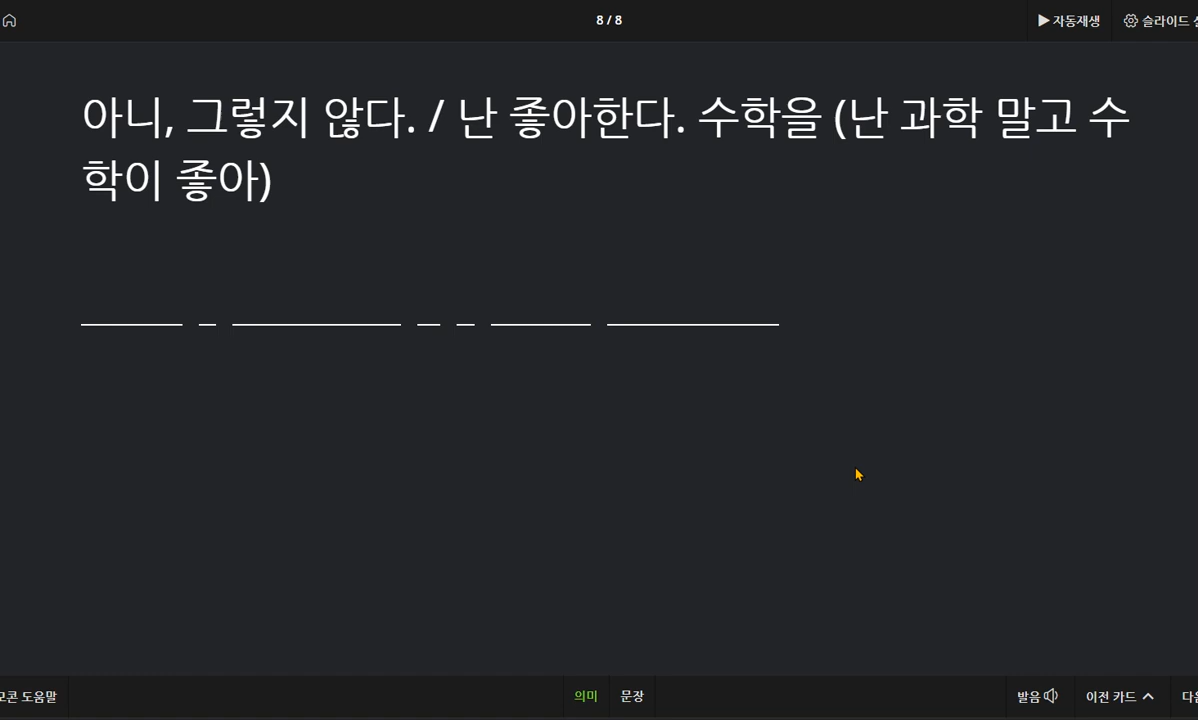 8 / 8
자동재생
슬라이드
아니, 그렇지 않다. / 난 좋아한다. 수학을 (난 과학 말고 수
학이 좋아)
도움말
의미
문장
발음
이전 카드